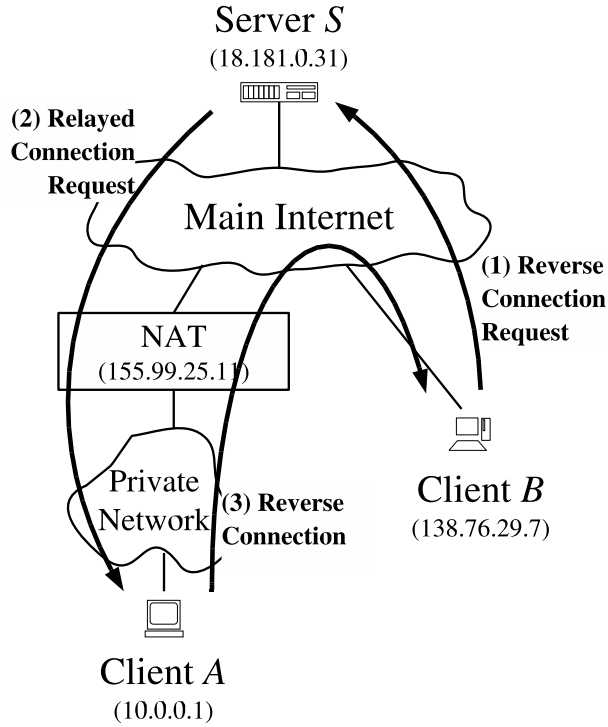 Server S
(18.181.0.31)
(2) Relayed
Connection
Request
Main Internet
(1) Reverse
Connection
Request
NAT
(155.99.25.11)
Private
Network
(3) Reverse
Connection
Client B
(138.76.29.7)
Client A
(10.0.0.1)